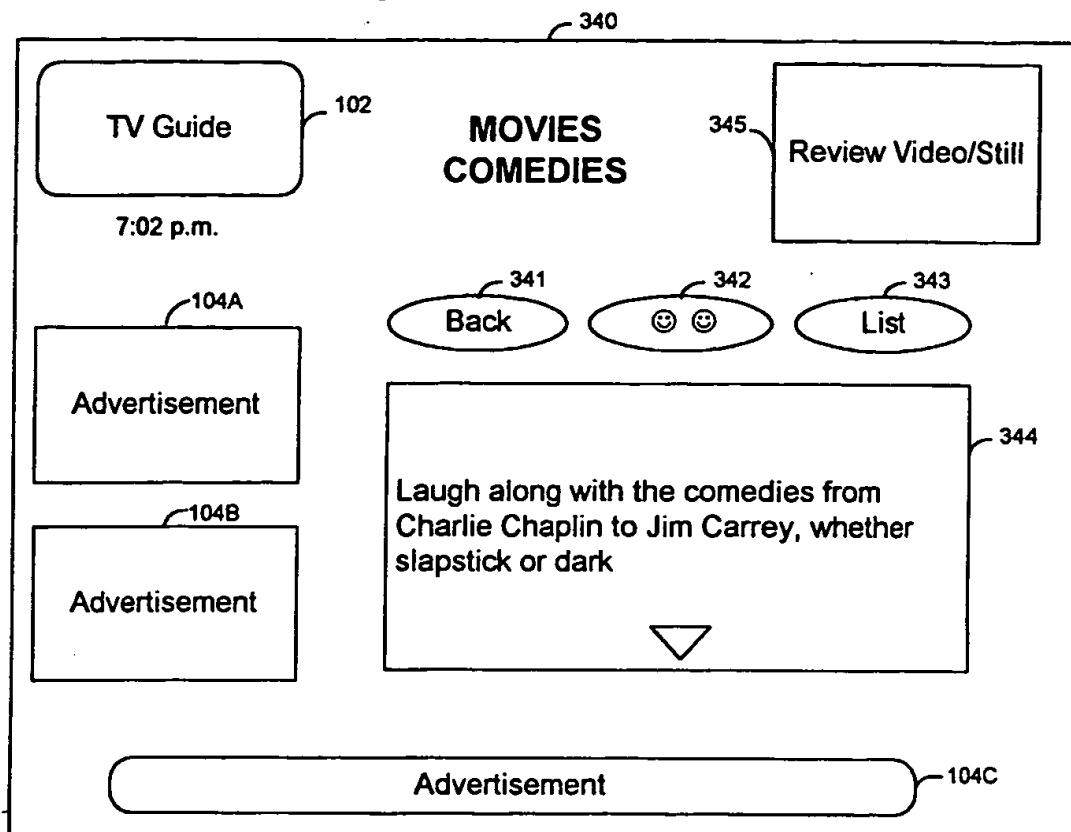 340
TV Guide
102
MOVIES
COMEDIES
345
Review Video/Still
7:02 p.m.
104A
Advertisement
341
Back
342
☺ ☺
343
List
344
Laugh along with the comedies from
Charlie Chaplin to Jim Carrey, whether
slapstick or dark
104B
Advertisement
Advertisement
104C